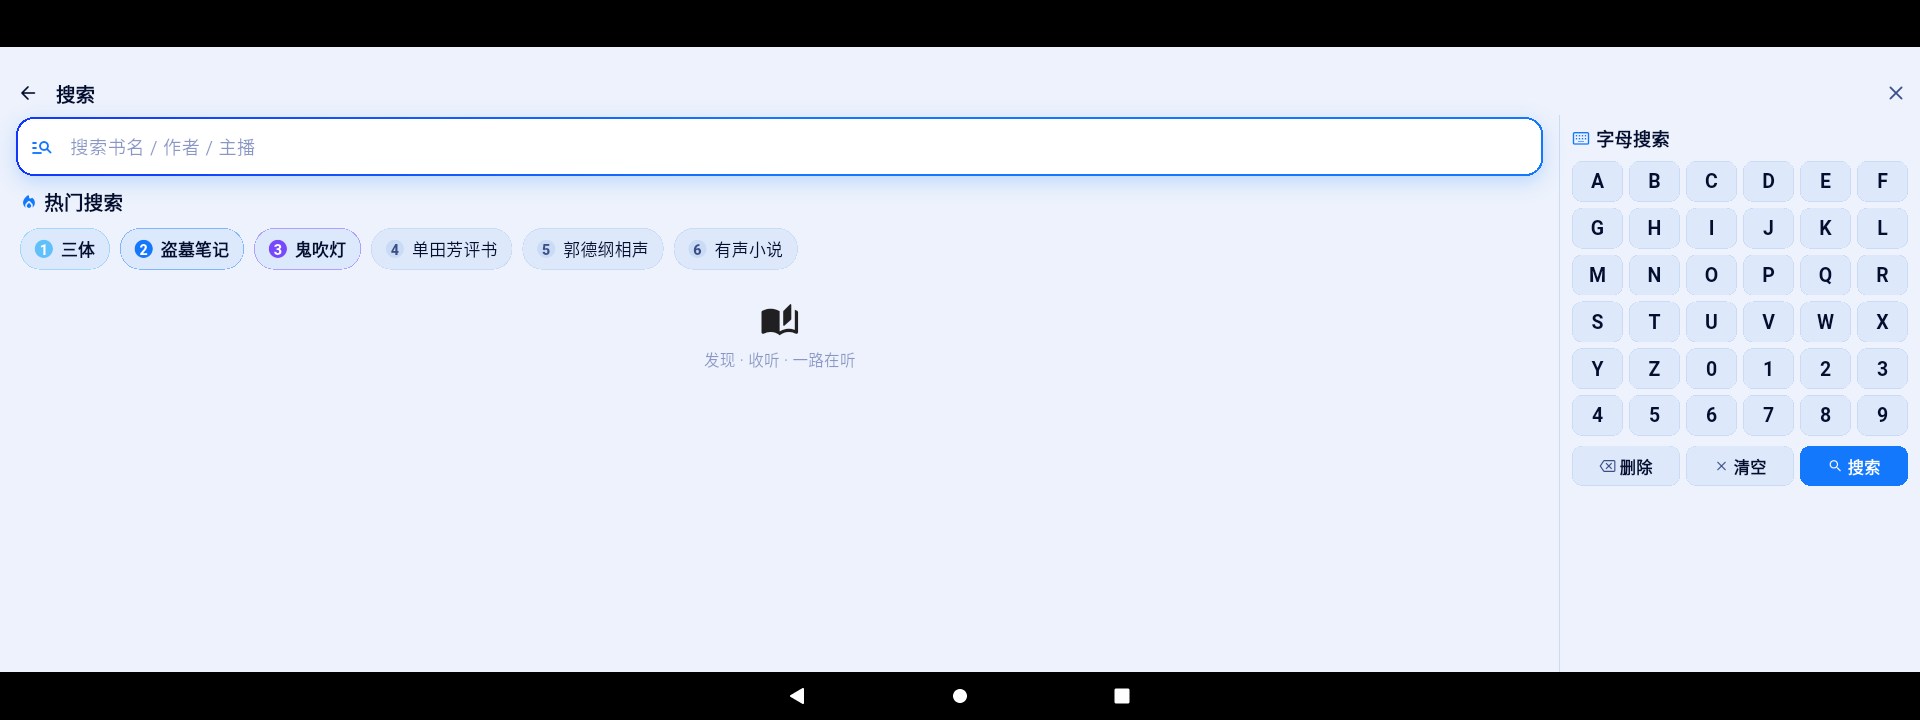 搜索
搜索书名 / 作者 / 主播
热门搜索
1 三体 2 盗墓笔记 3 鬼吹灯 4 单田芳评书 5 郭德纲相声 6 有声小说
发现 · 收听 · 一路在听
字母搜索
A B C D E F
G H I J K L
M N O P Q R
S T U V W X
Y Z 0 1 2 3
4 5 6 7 8 9
删除 清空 搜索